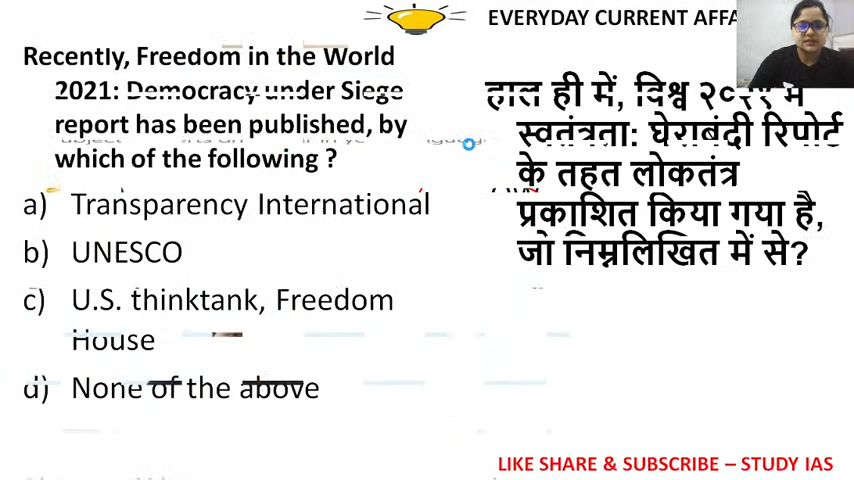 EVERYDAY CURRENT AFFA
Recently, Freedom in the World
2021: Democracy under Siege
report has been published, by
which of the following ?
a) Transparency International
b) UNESCO
c) U.S. thinktank, Freedom
House
d) None of the above
हाल ही में, विश्व २०२१ में
स्वतंत्रता: घेराबंदी रिपोर्ट
के तहत लोकतंत्र
प्रकाशित किया गया है,
जो निम्नलिखित में से?
LIKE SHARE & SUBSCRIBE – STUDY IAS